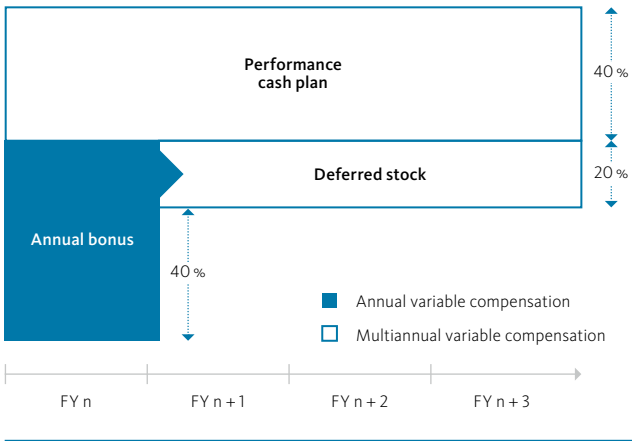 Performance
cash plan
40 %
Deferred stock
20 %
Annual bonus
40 %
Annual variable compensation
Multiannual variable compensation
FY n
FY n + 1
FY n + 2
FY n + 3